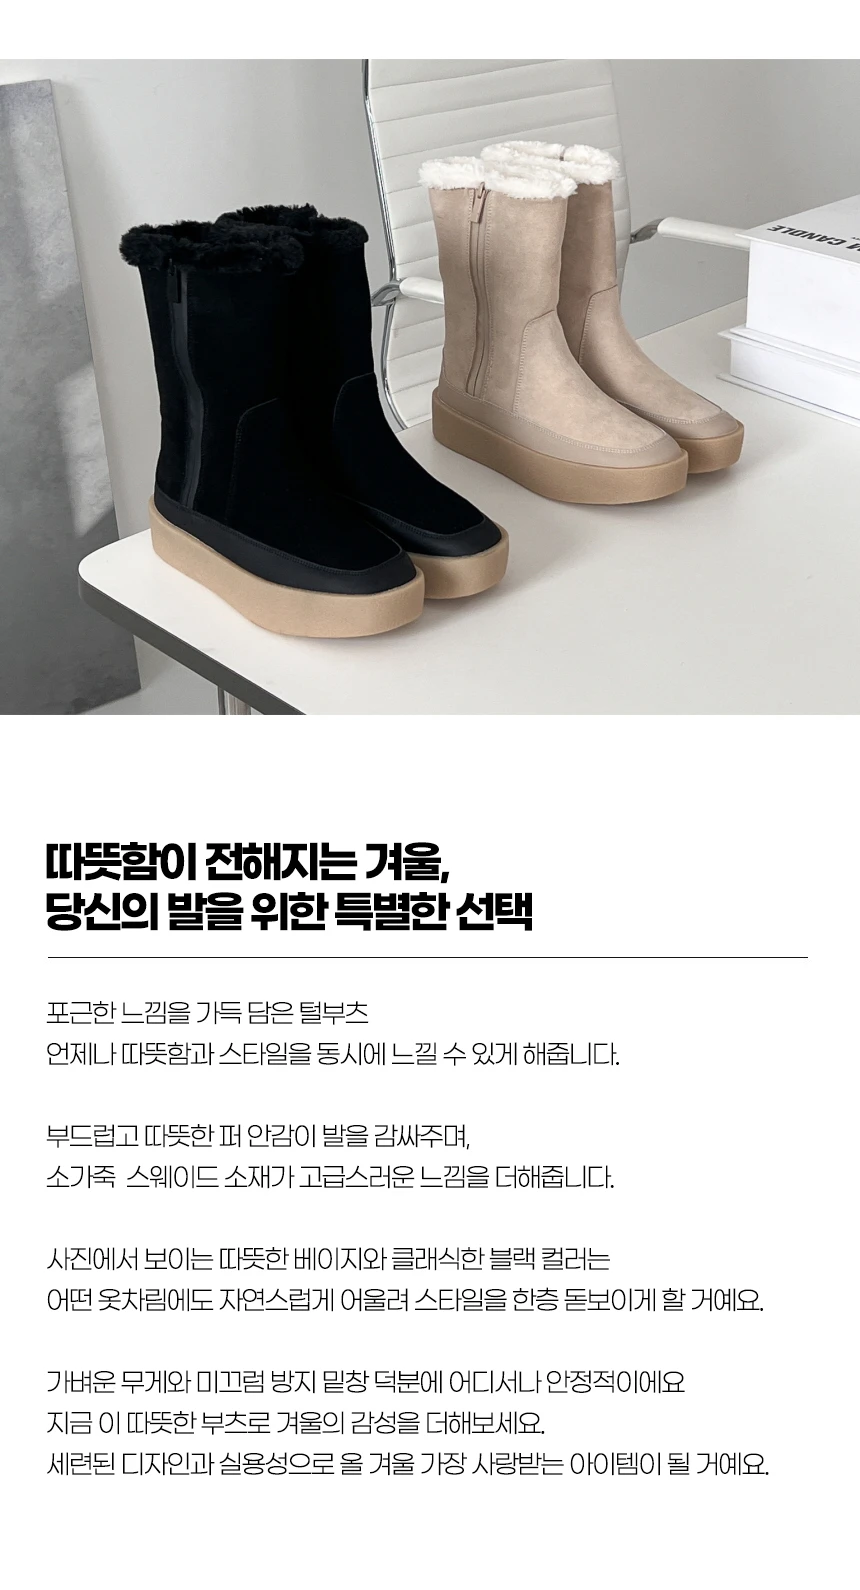 M CANDLE
따뜻함이 전해지는 겨울,
당신의 발을 위한 특별한 선택
포근한 느낌을 가득 담은 털부츠
언제나 따뜻함과 스타일을 동시에 느낄 수 있게 해줍니다.
부드럽고 따뜻한 퍼 안감이 발을 감싸주며,
소가죽 스웨이드 소재가 고급스러운 느낌을 더해줍니다.
사진에서 보이는 따뜻한 베이지와 클래식한 블랙 컬러는
어떤 옷차림에도 자연스럽게 어울려 스타일을 한층 돋보이게 할 거예요.
가벼운 무게와 미끄럼 방지 밑창 덕분에 어디서나 안정적이에요
지금 이 따뜻한 부츠로 겨울의 감성을 더해보세요.
세련된 디자인과 실용성으로 올 겨울 가장 사랑받는 아이템이 될 거예요.